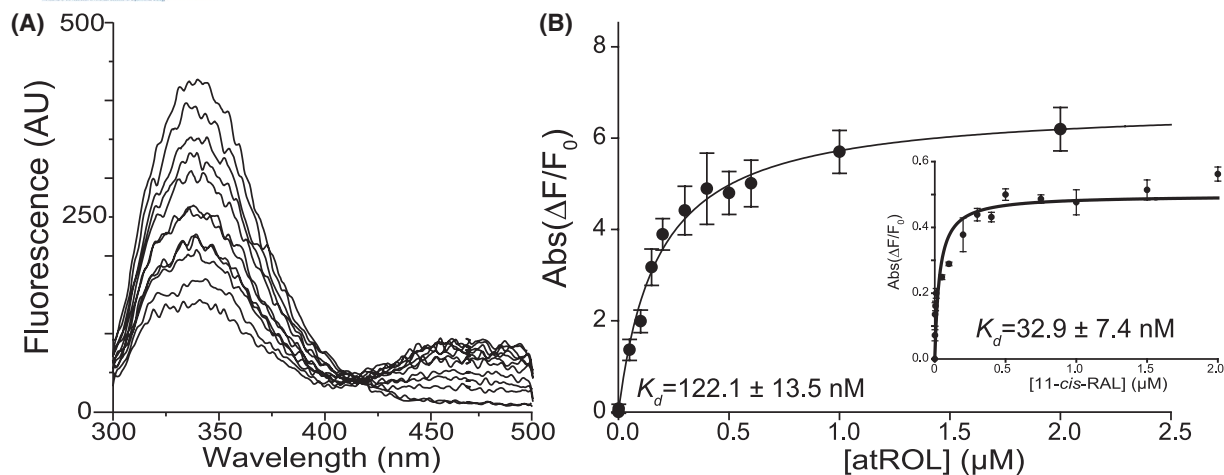 (A)
500
250
0
Fluorescence (AU)
300
350
400
450
500
Wavelength (nm)
(B)
8
6
4
2
0
Abs(ΔF/F₀)
0.0
0.5
1.0
1.5
2.0
2.5
[atROL] (µM)
K_d=122.1 ± 13.5 nM
0.6
0.4
0.2
0.0
Abs(ΔF/F₀)
0.0
0.5
1.0
1.5
2.0
[11-cis-RAL] (µM)
K_d=32.9 ± 7.4 nM